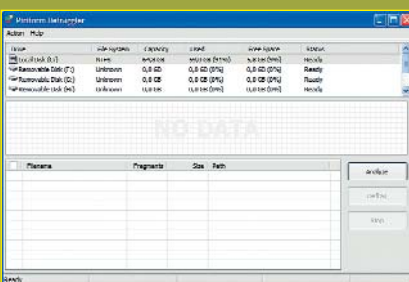 Piriform Defraggler
Action Help
Drive File System Capacity Used Free Space Status
Local Disk NTFS Ready
Removable Disk (F:) Unknown 0,0 GB 0,0 GB (0%) 0,0 GB (0%) Ready
Removable Disk (G:) Unknown 0,0 GB 0,0 GB (0%) 0,0 GB (0%) Ready
Removable Disk (H:) Unknown 0,0 GB 0,0 GB (0%) 0,0 GB (0%) Ready
NO DATA
Filename Fragments Size Path
Analyze
Defrag
Stop
Ready